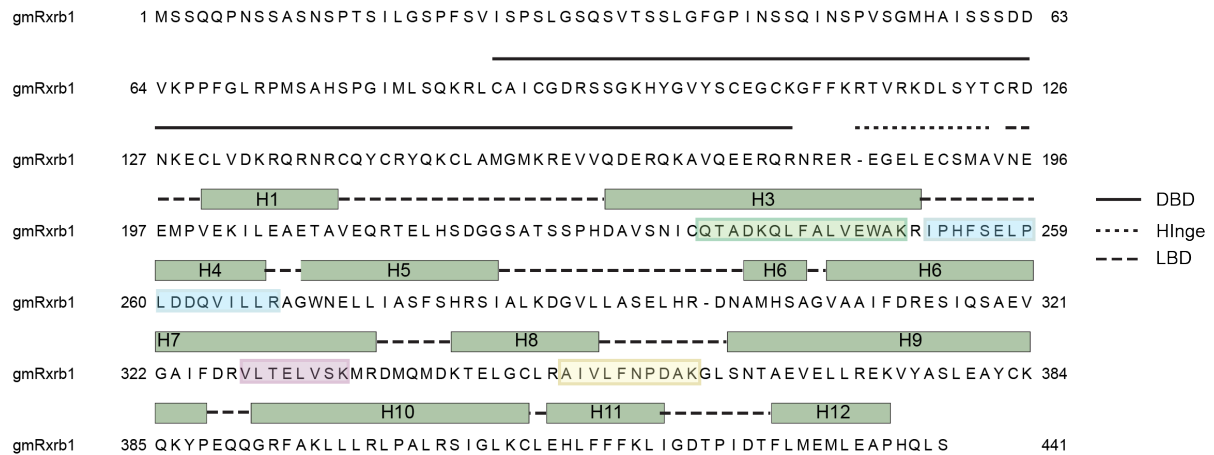 gmRxrb1 1 MSSQQPNSSASNSPTSILGSPFSVISPSLGSQSVTSSLGFGPINSSQINSPVSGMHAISSSDD 63
gmRxrb1 64 VKPPFGLRPMSAHSPGIMLSQKRLCAICGDRSSGKHYGVYSCEGCKGFFKRTVRKDLSYTCRD 126
gmRxrb1 127 NKECLVDKRQRNRCQYCRYQKCLAMGMKREVVQDERQKAVQEERQRNRER-EGELECSMAVNE 196
H1 H3
DBD
gmRxrb1 197 EMPVEKILEAETAVEQRTELHSDGGSATSSPHDAVSNICQTADKQLFALVEWAKRIPHFSELP 259
HInge
LBD
H4 H5 H6 H6
gmRxrb1 260 LDDQVILLRAGWNELLIASFSHRSIALKDGVLLASELHR-DNAMHSAGVAAIFDRESIQSAEV 321
H7 H8 H9
gmRxrb1 322 GAIFDRVLTELVSKMRDMQMDKTELGCLRAIVLFNPDAKGLSNTAEVELLREKVYASLEAYCK 384
H10 H11 H12
gmRxrb1 385 QKYPEQQGRFAKLLLRLPALRSIGLKCLEHLFFFKLIGDTPIDTFLMEMLEAPHQLS 441